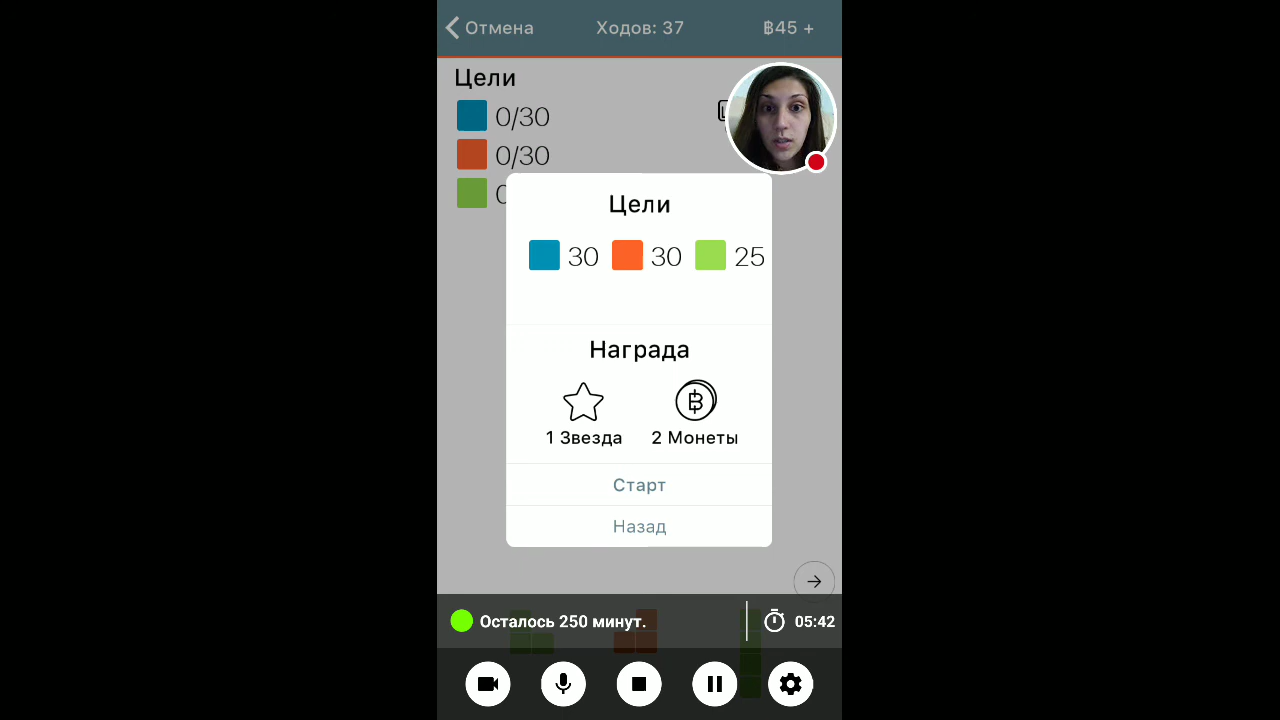 Отмена
Ходов: 37
฿45 +
Цели
0/30
0/30
0
Цели
30 30 25
Награда
1 Звезда 2 Монеты
Старт
Назад
Осталось 250 минут. 05:42